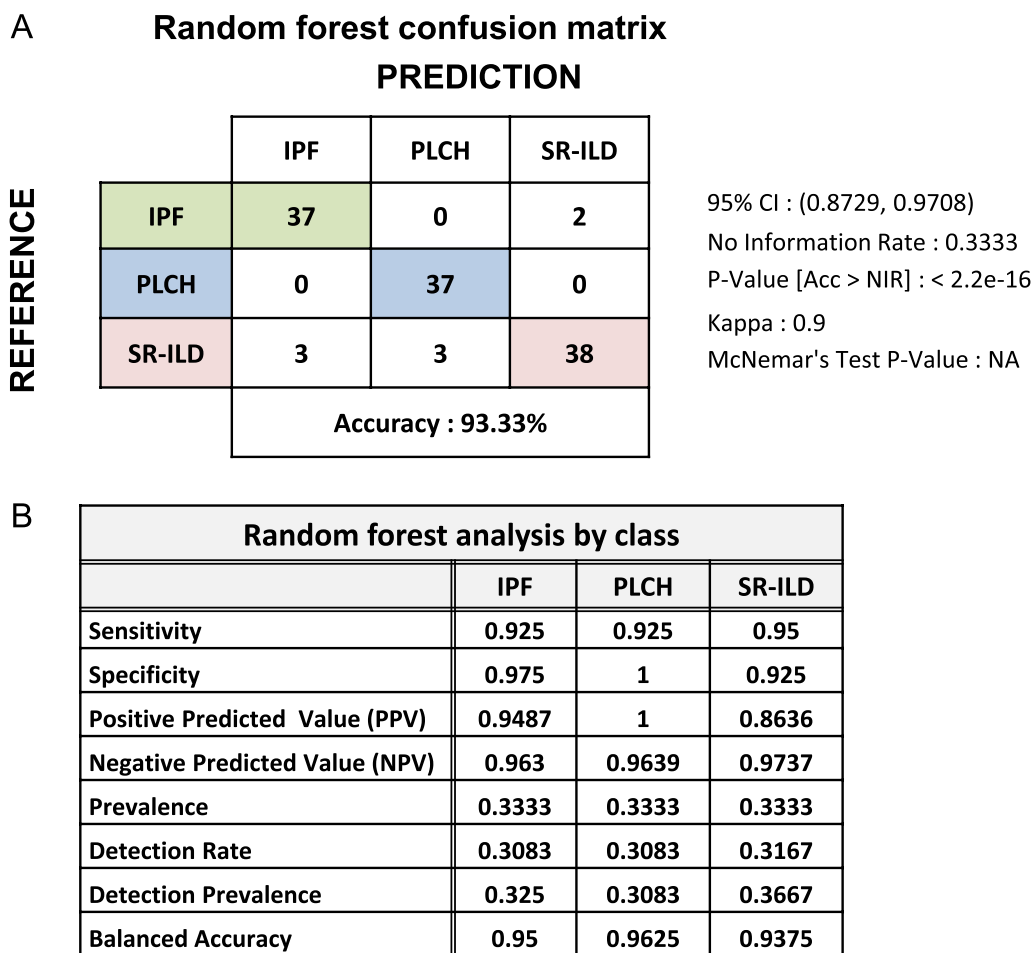 A
Random forest confusion matrix
PREDICTION
REFERENCE
IPF PLCH SR-ILD
IPF 37 0 2
PLCH 0 37 0
SR-ILD 3 3 38
Accuracy : 93.33%
95% CI : (0.8729, 0.9708)
No Information Rate : 0.3333
P-Value [Acc > NIR] : < 2.2e-16
Kappa : 0.9
McNemar's Test P-Value : NA
B
Random forest analysis by class
IPF PLCH SR-ILD
Sensitivity 0.925 0.925 0.95
Specificity 0.975 1 0.925
Positive Predicted Value (PPV) 0.9487 1 0.8636
Negative Predicted Value (NPV) 0.963 0.9639 0.9737
Prevalence 0.3333 0.3333 0.3333
Detection Rate 0.3083 0.3083 0.3167
Detection Prevalence 0.325 0.3083 0.3667
Balanced Accuracy 0.95 0.9625 0.9375